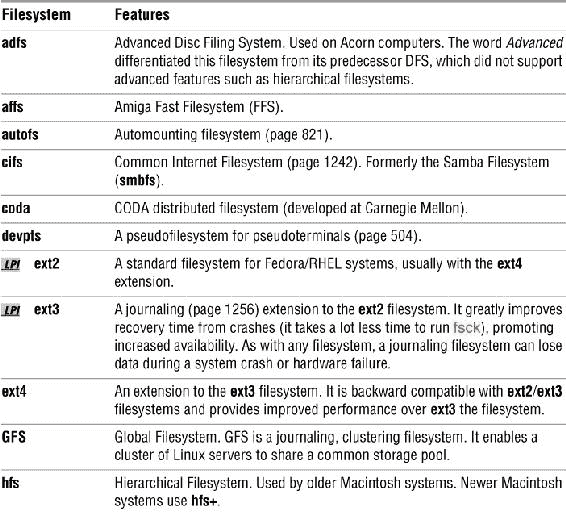 Filesystem Features
adfs Advanced Disc Filing System. Used on Acorn computers. The word Advanced
differentiated this filesystem from its predecessor DFS, which did not support
advanced features such as hierarchical filesystems.
affs Amiga Fast Filesystem (FFS).
autofs Automounting filesystem (page 821).
cifs Common Internet Filesystem (page 1242). Formerly the Samba Filesystem
(smbfs).
coda CODA distributed filesystem (developed at Carnegie Mellon).
devpts A pseudofilesystem for pseudoterminals (page 504).
LPI ext2 A standard filesystem for Fedora/RHEL systems, usually with the ext4
extension.
LPI ext3 A journaling (page 1256) extension to the ext2 filesystem. It greatly improves
recovery time from crashes (it takes a lot less time to run fsck), promoting
increased availability. As with any filesystem, a journaling filesystem can lose
data during a system crash or hardware failure.
ext4 An extension to the ext3 filesystem. It is backward compatible with ext2/ext3
filesystems and provides improved performance over ext3 the filesystem.
GFS Global Filesystem. GFS is a journaling, clustering filesystem. It enables a
cluster of Linux servers to share a common storage pool.
hfs Hierarchical Filesystem. Used by older Macintosh systems. Newer Macintosh
systems use hfs+.